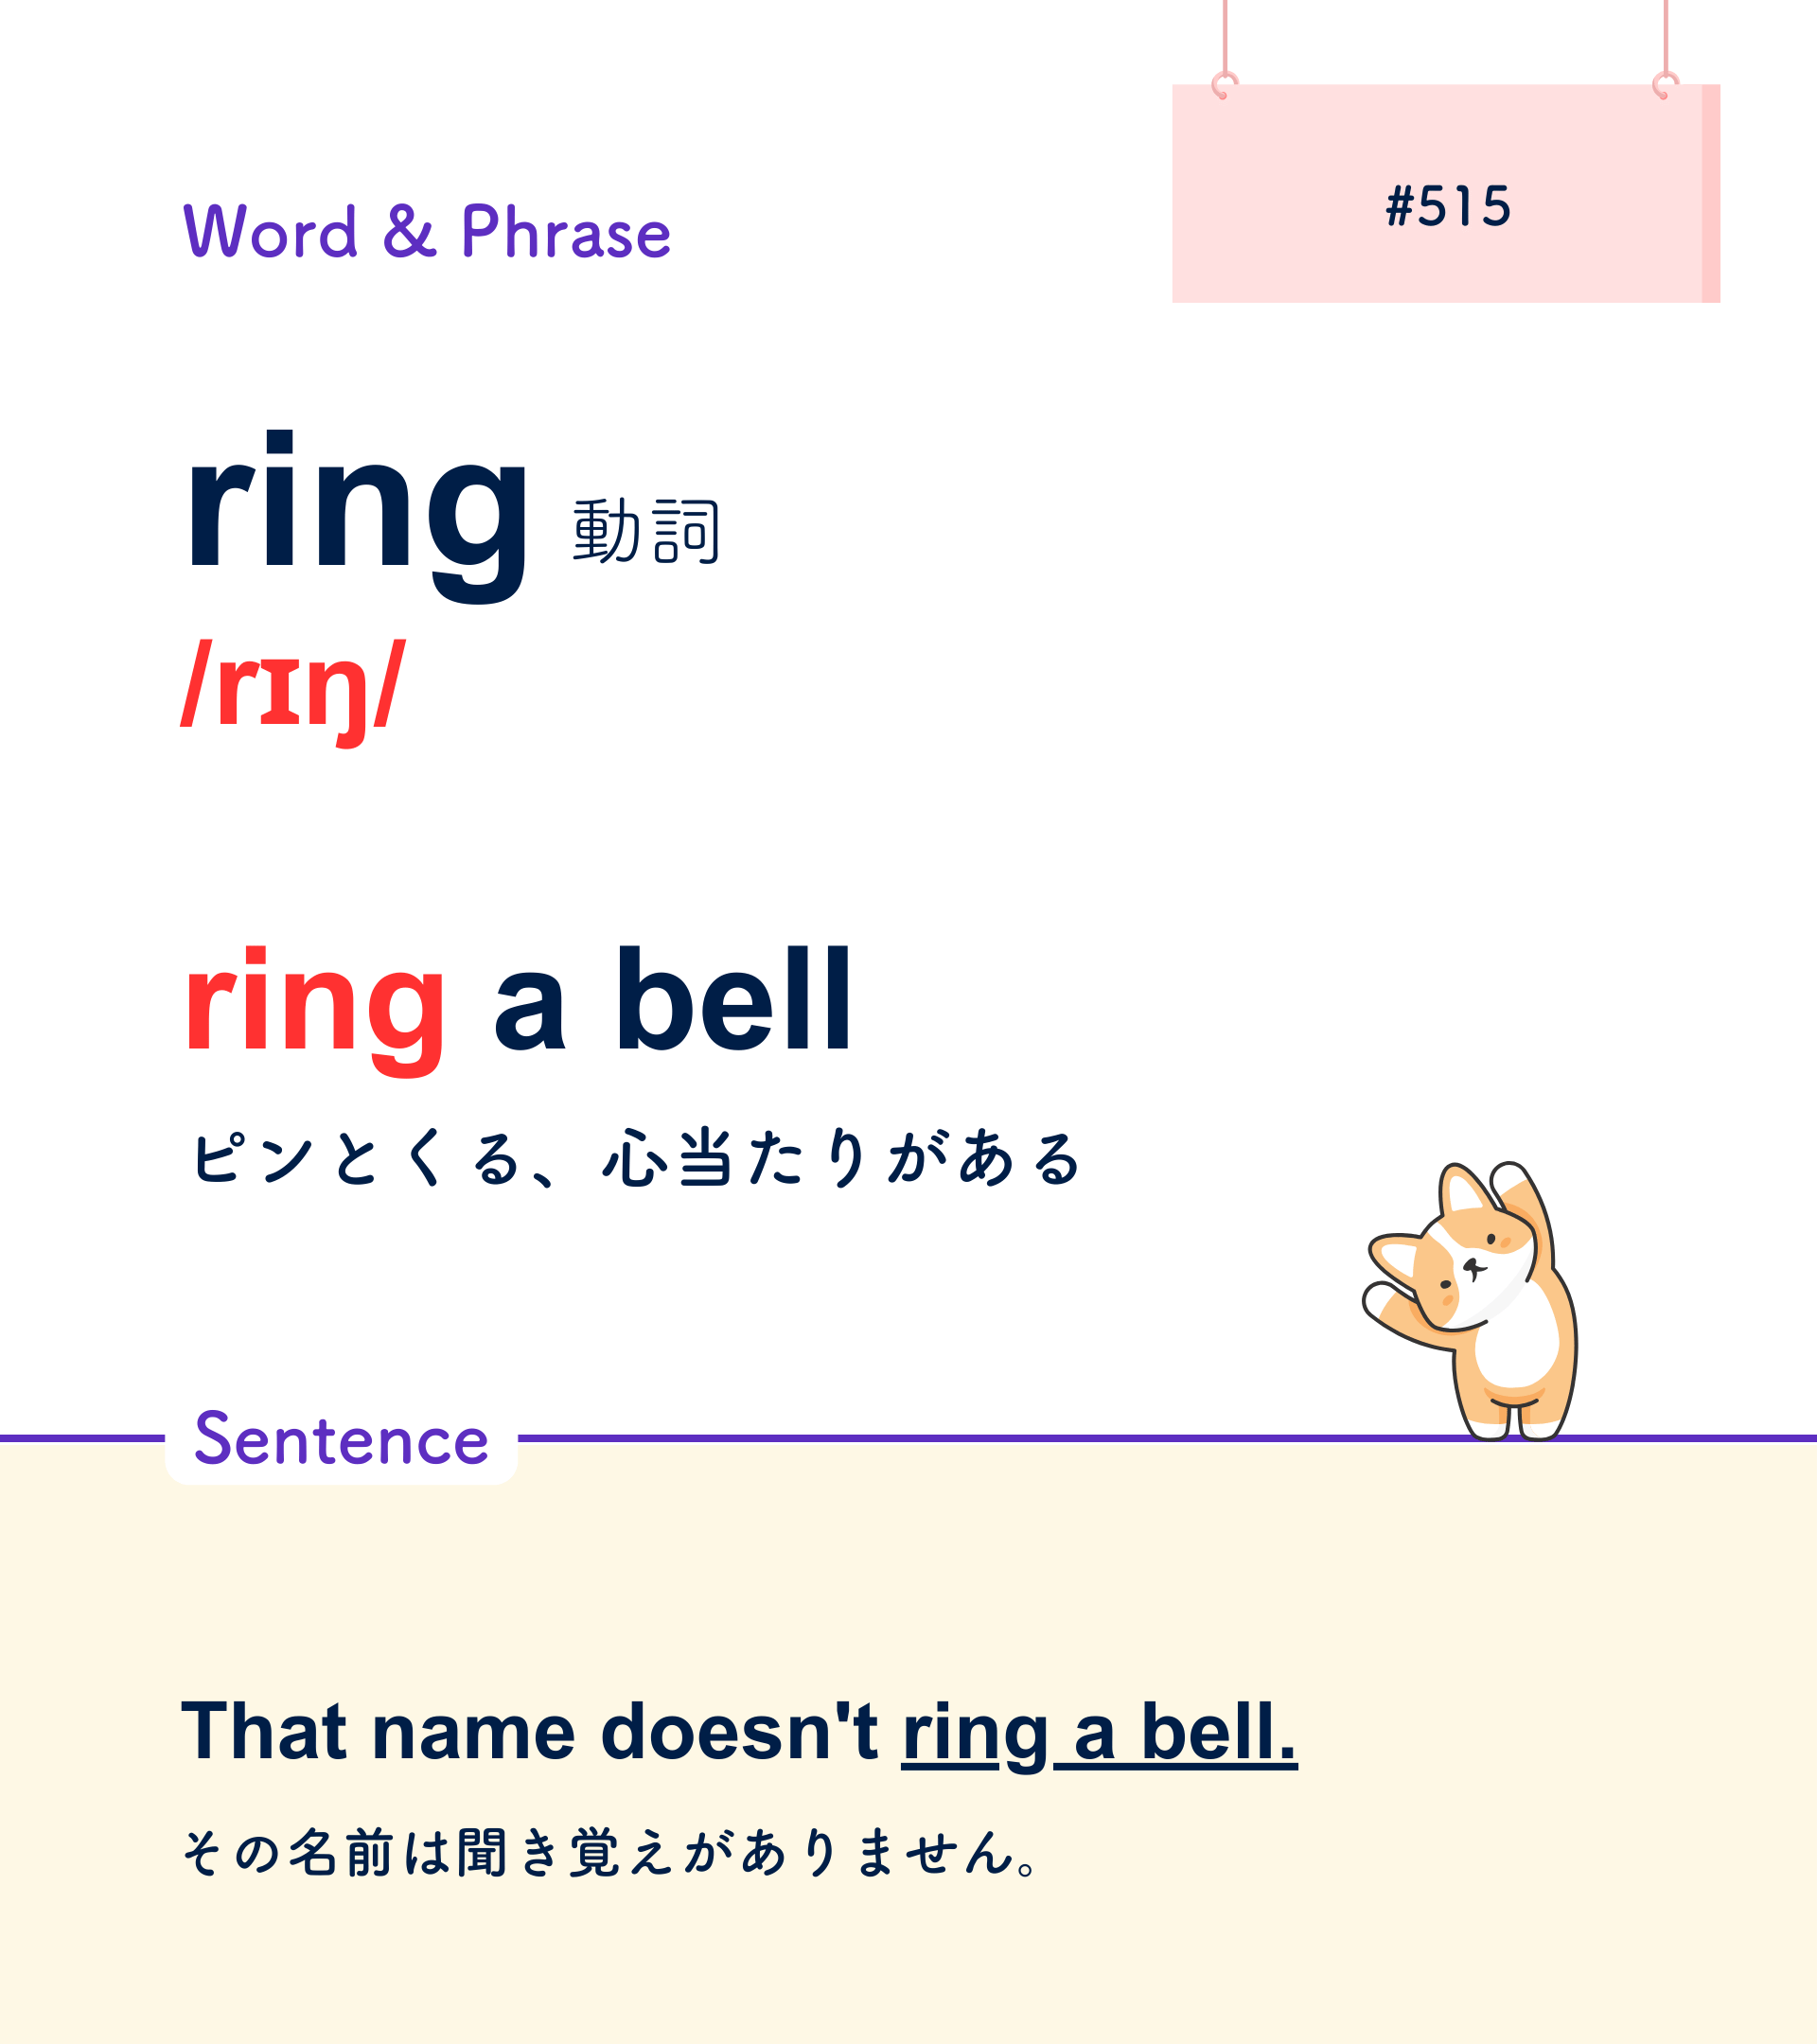 Word & Phrase
#515
ring 動詞
/rɪŋ/
ring a bell
ピンとくる、心当たりがある
Sentence
That name doesn't ring a bell.
その名前は聞き覚えがありません。